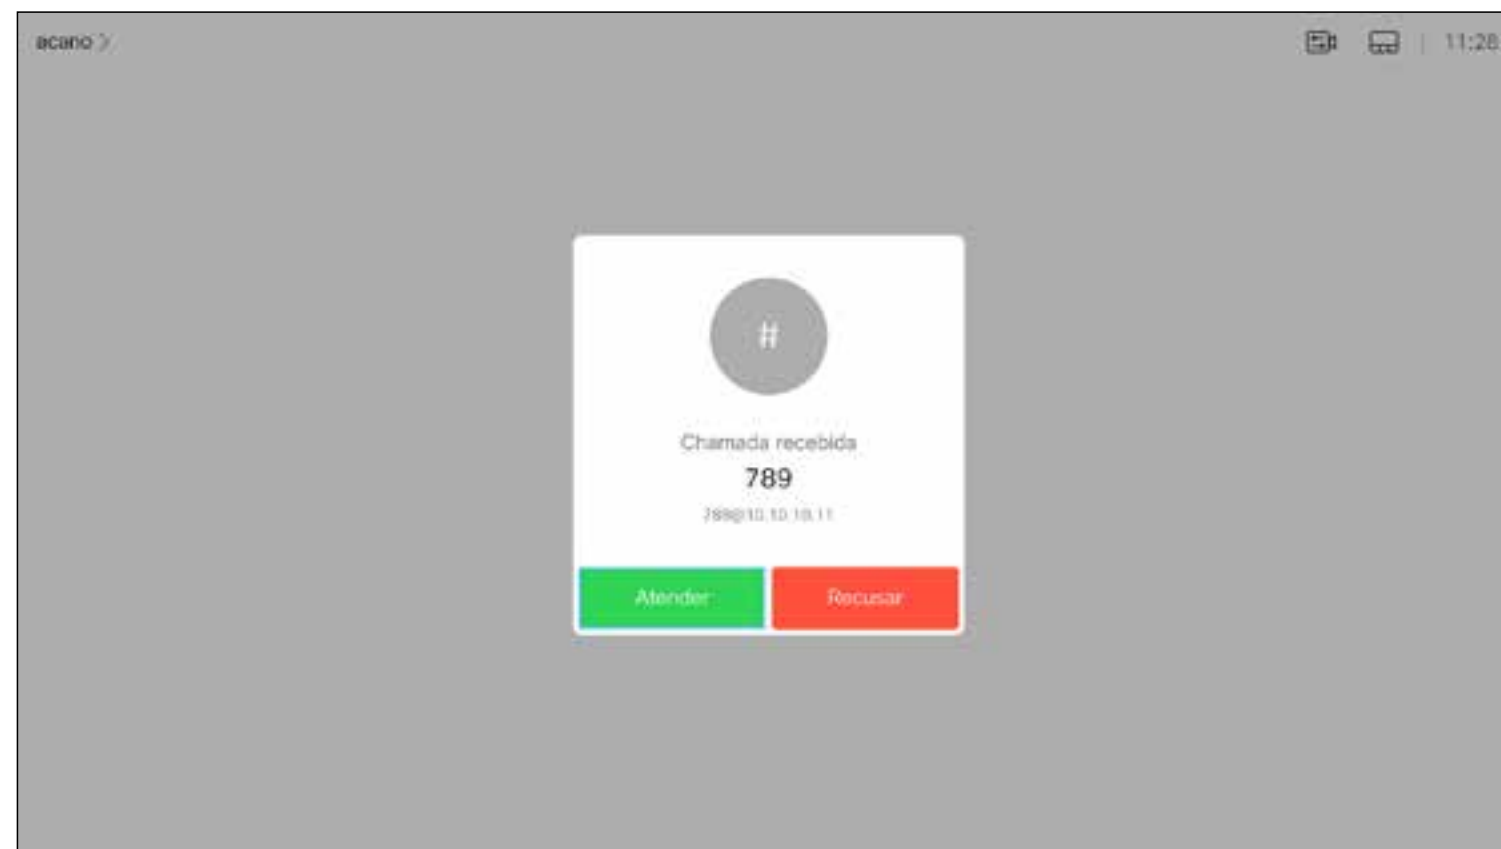 acano >
11:28
#
Chamada recebida
789
789@10.10.10.11
Atender
Recusar